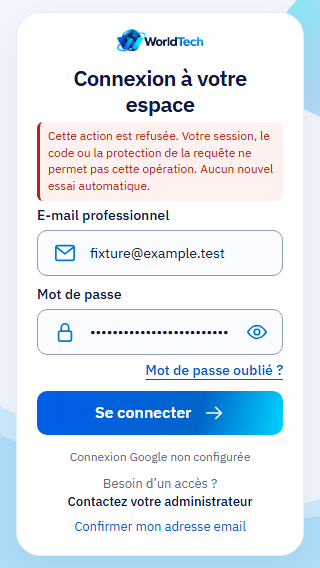 WorldTech
Connexion à votre
espace
Cette action est refusée. Votre session, le
code ou la protection de la requête ne
permet pas cette opération. Aucun nouvel
essai automatique.
E-mail professionnel
fixture@example.test
Mot de passe
Mot de passe oublié ?
Se connecter
Connexion Google non configurée
Besoin d'un accès ?
Contactez votre administrateur
Confirmer mon adresse email